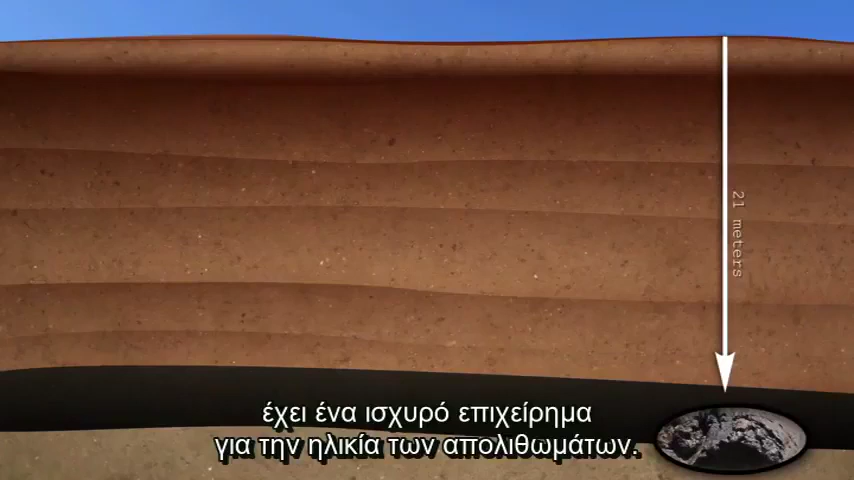 21 meters
έχει ένα ισχυρό επιχείρημα
για την ηλικία των απολιθωμάτων.